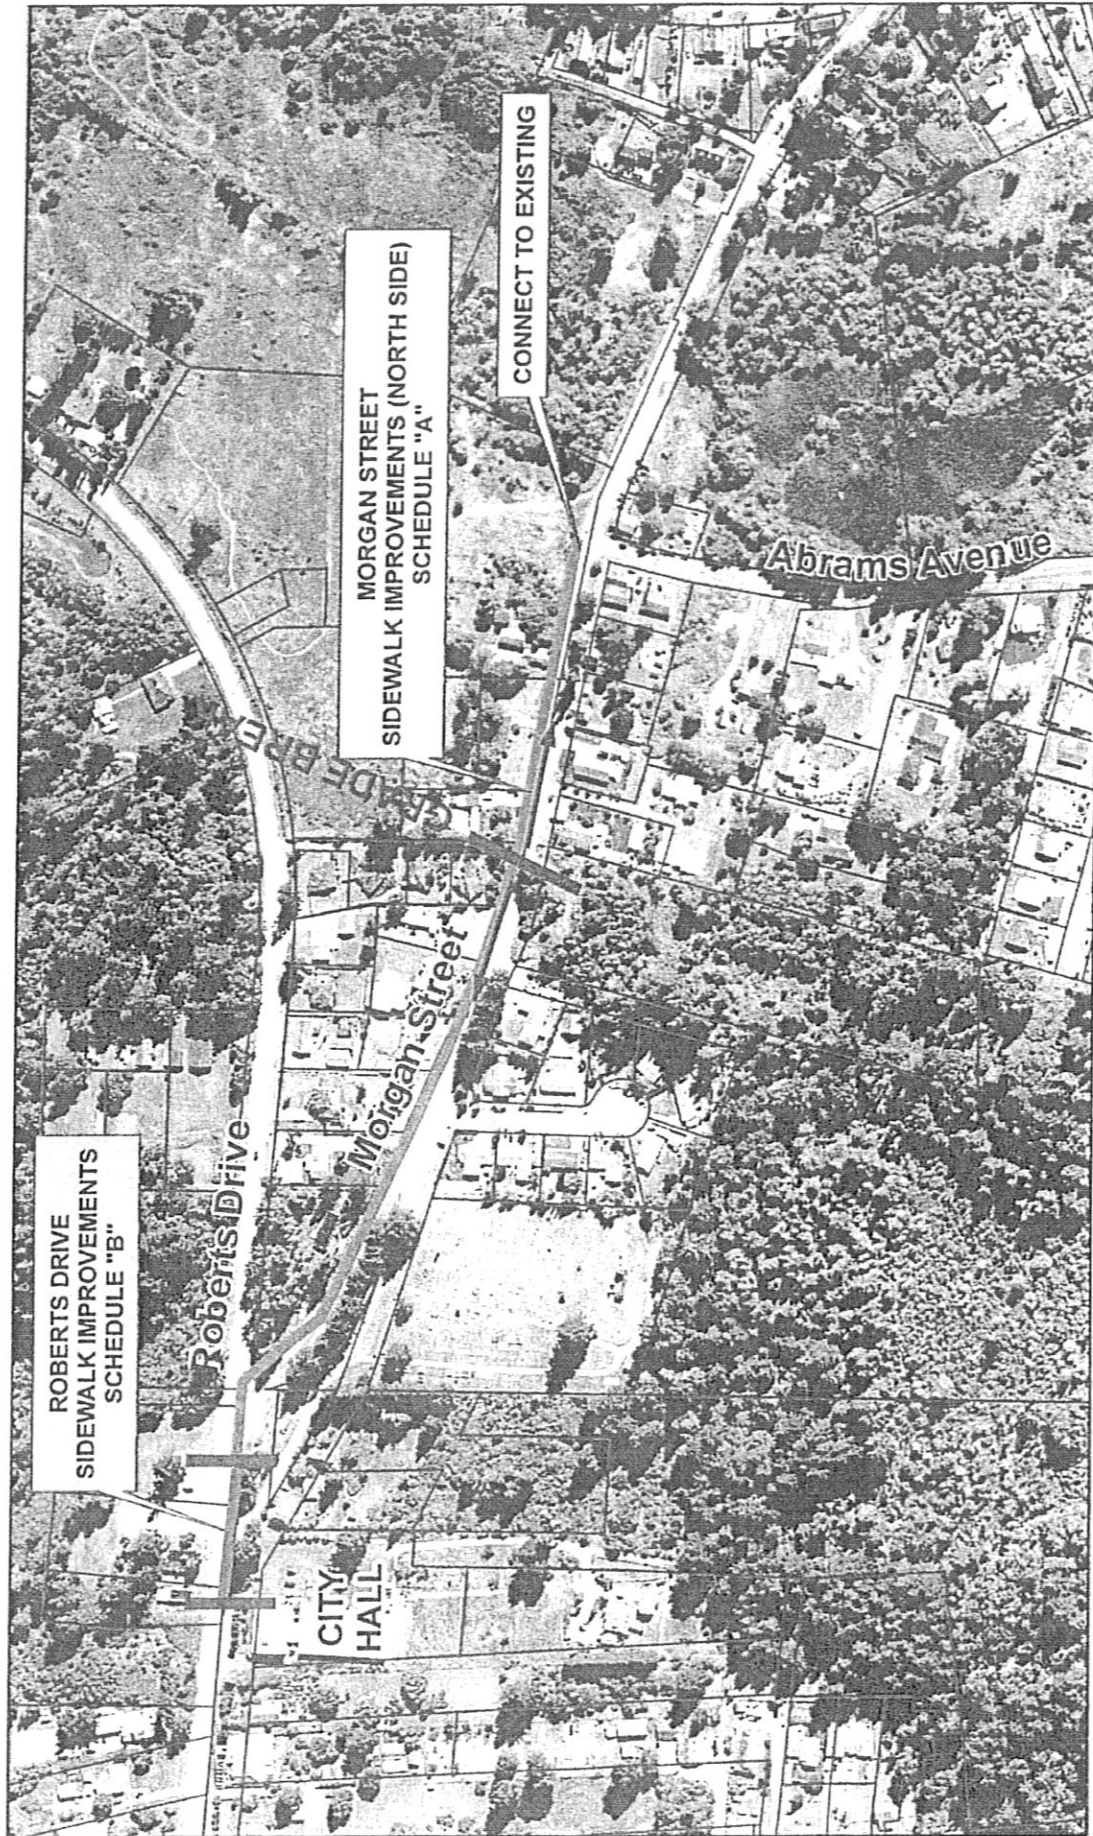 ROBERTS DRIVE
SIDEWALK IMPROVEMENTS
SCHEDULE "B"
MORGAN STREET
SIDEWALK IMPROVEMENTS (NORTH SIDE)
SCHEDULE "A"
CONNECT TO EXISTING
Roberts Drive
Morgan Street
Abrams Avenue
CITY
HALL